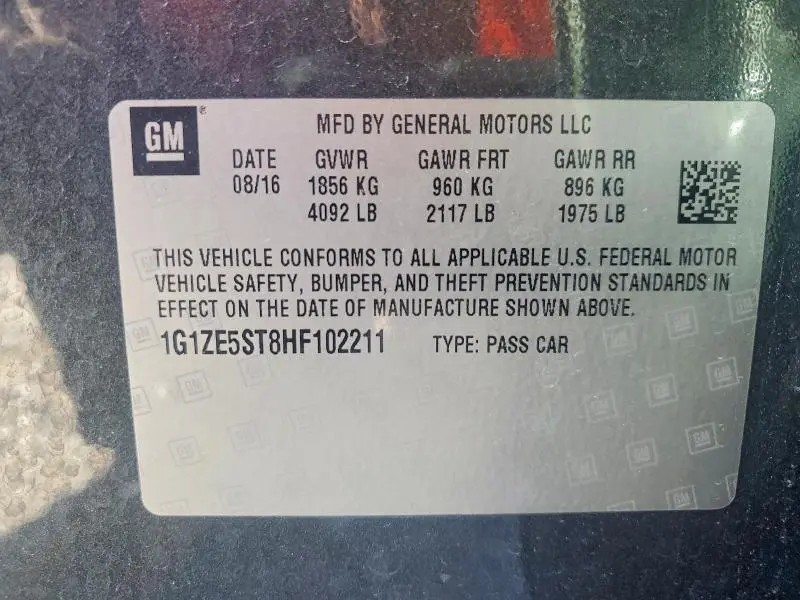 GM ® MFD BY GENERAL MOTORS LLC
DATE GVWR GAWR FRT GAWR RR
08/16 1856 KG 960 KG 896 KG
4092 LB 2117 LB 1975 LB
THIS VEHICLE CONFORMS TO ALL APPLICABLE U.S. FEDERAL MOTOR
VEHICLE SAFETY, BUMPER, AND THEFT PREVENTION STANDARDS IN
EFFECT ON THE DATE OF MANUFACTURE SHOWN ABOVE.
1G1ZE5ST8HF102211 TYPE: PASS CAR